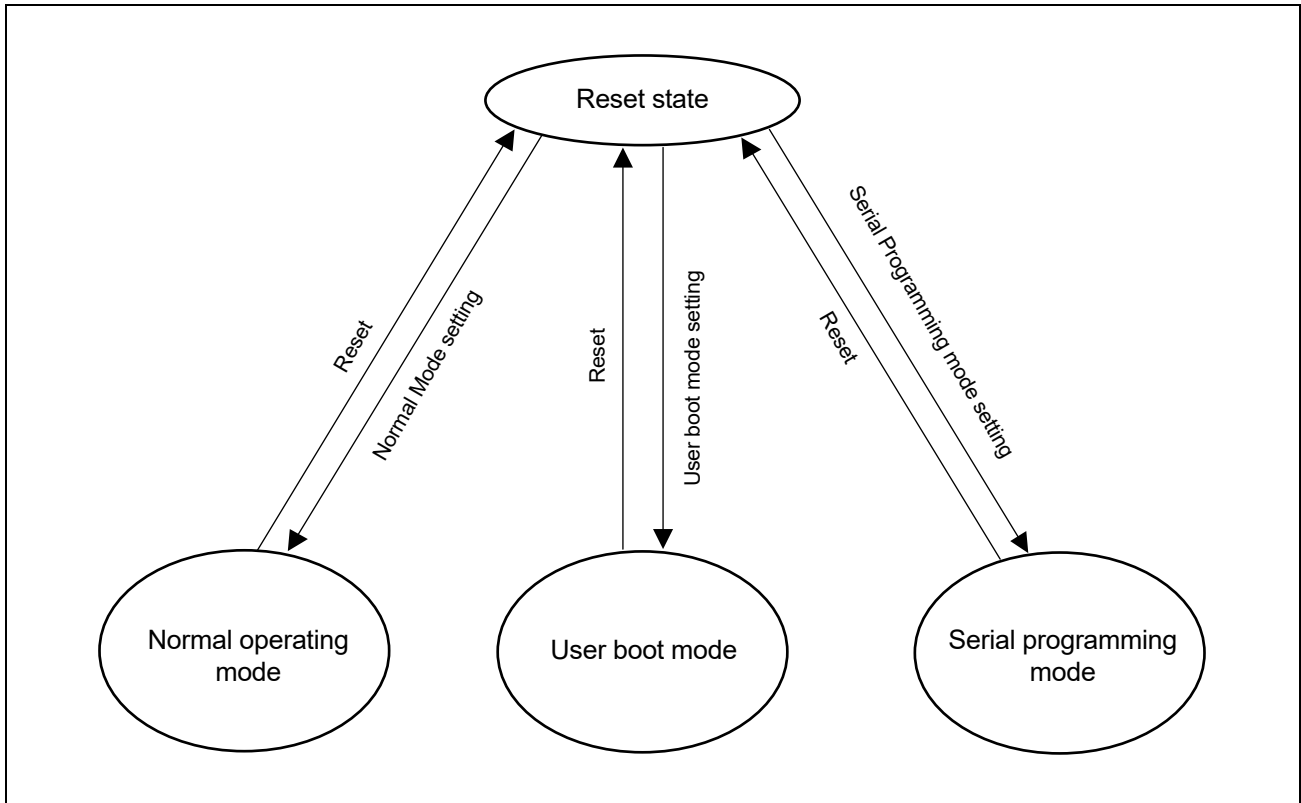 Reset state
Reset
Normal Mode setting
Reset
User boot mode setting
Reset
Serial Programming mode setting
Normal operating
mode
User boot mode
Serial programming
mode